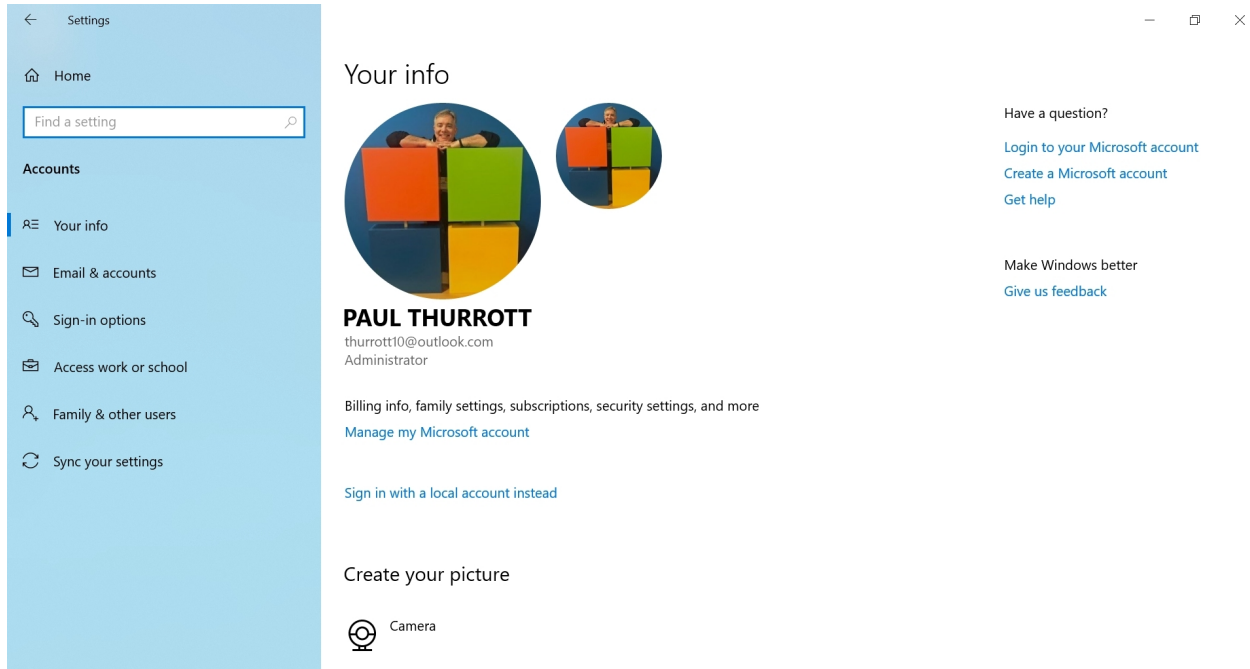 Settings
Home
Find a setting
Accounts
Your info
Email & accounts
Sign-in options
Access work or school
Family & other users
Sync your settings
Your info
PAUL THURROTT
thurrott10@outlook.com
Administrator
Billing info, family settings, subscriptions, security settings, and more
Manage my Microsoft account
Sign in with a local account instead
Create your picture
Camera
Have a question?
Login to your Microsoft account
Create a Microsoft account
Get help
Make Windows better
Give us feedback